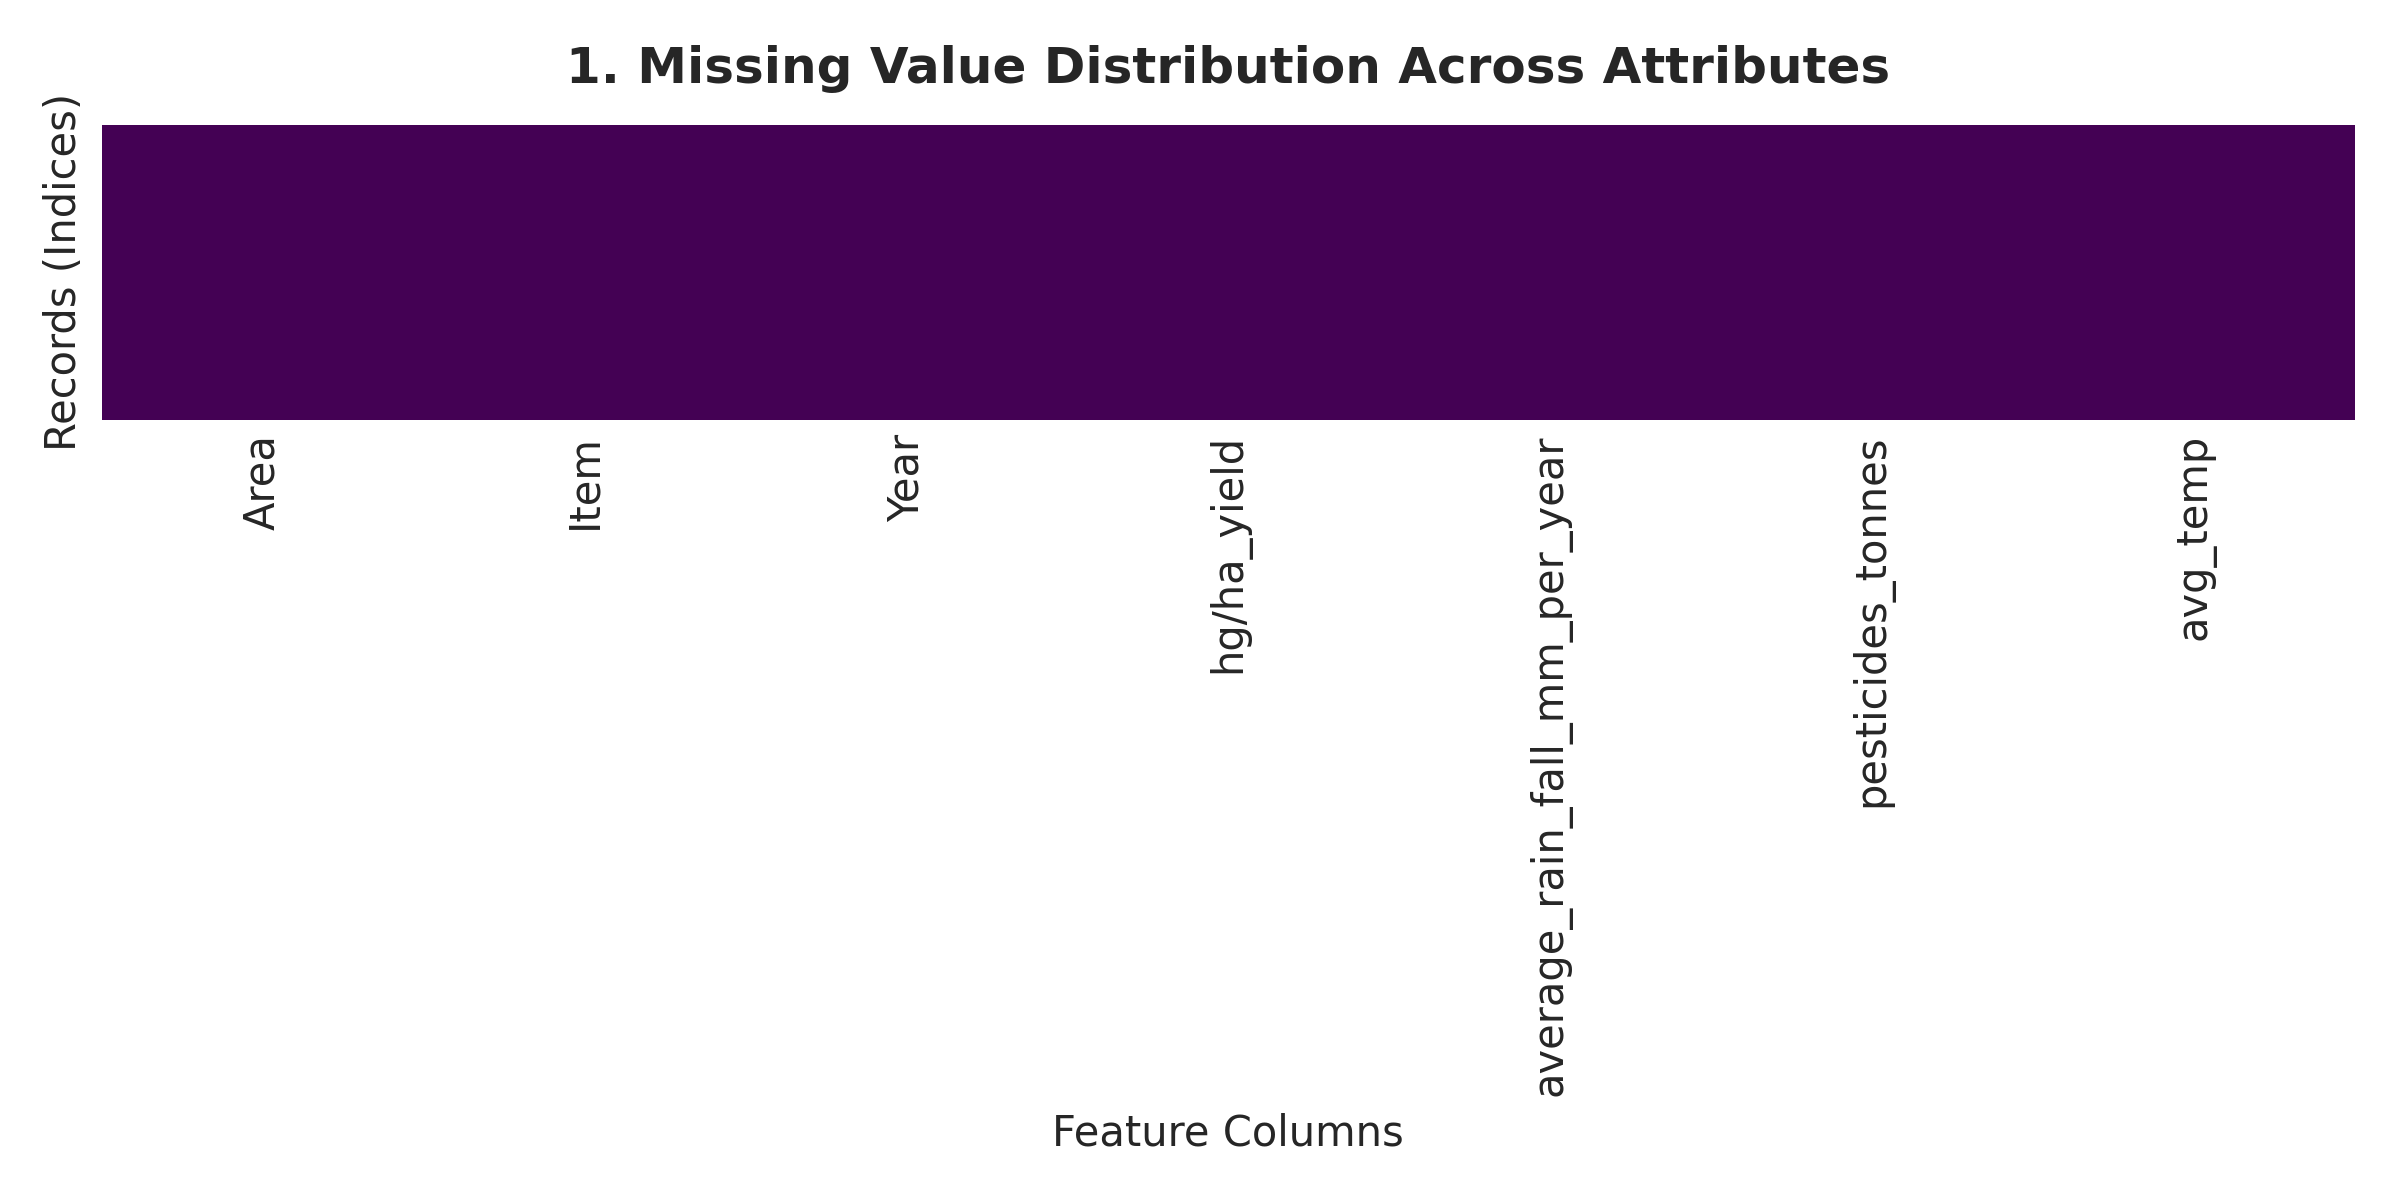 1. Missing Value Distribution Across Attributes
Records (Indices)
Area
Item
Year
hg/ha_yield
average_rain_fall_mm_per_year
pesticides_tonnes
avg_temp
Feature Columns